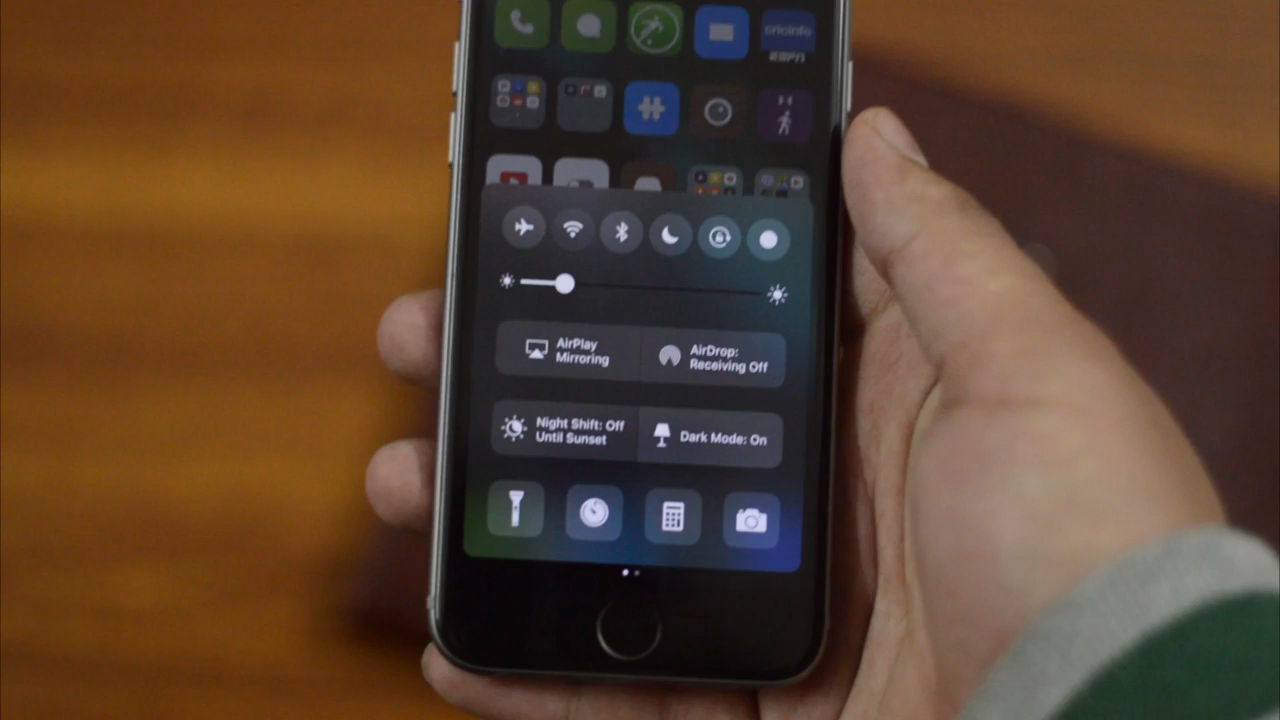 cricinfo
ESPN
AirPlay
Mirroring
AirDrop:
Receiving Off
Night Shift: Off
Until Sunset
Dark Mode: On